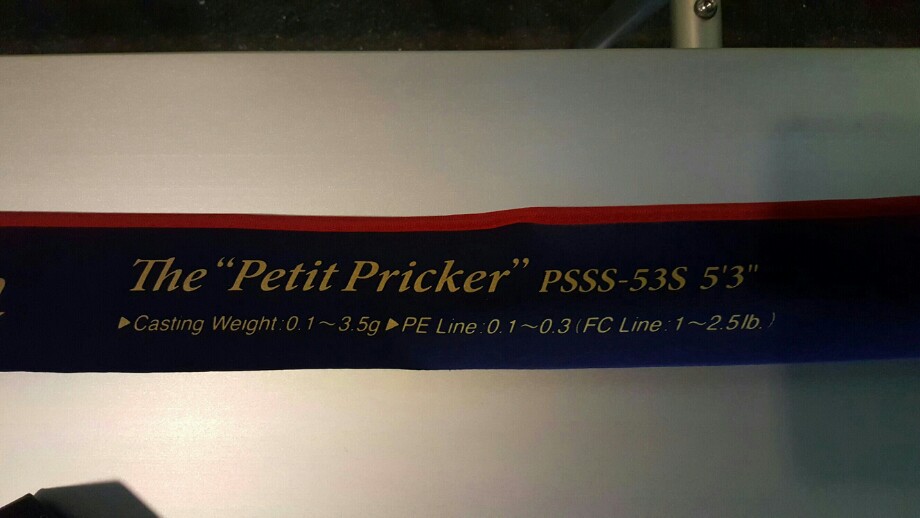 The “Petit Pricker” PSSS-53S 5'3"
▶Casting Weight:0.1～3.5g▶PE Line:0.1～0.3(FC Line:1～2.5lb.)